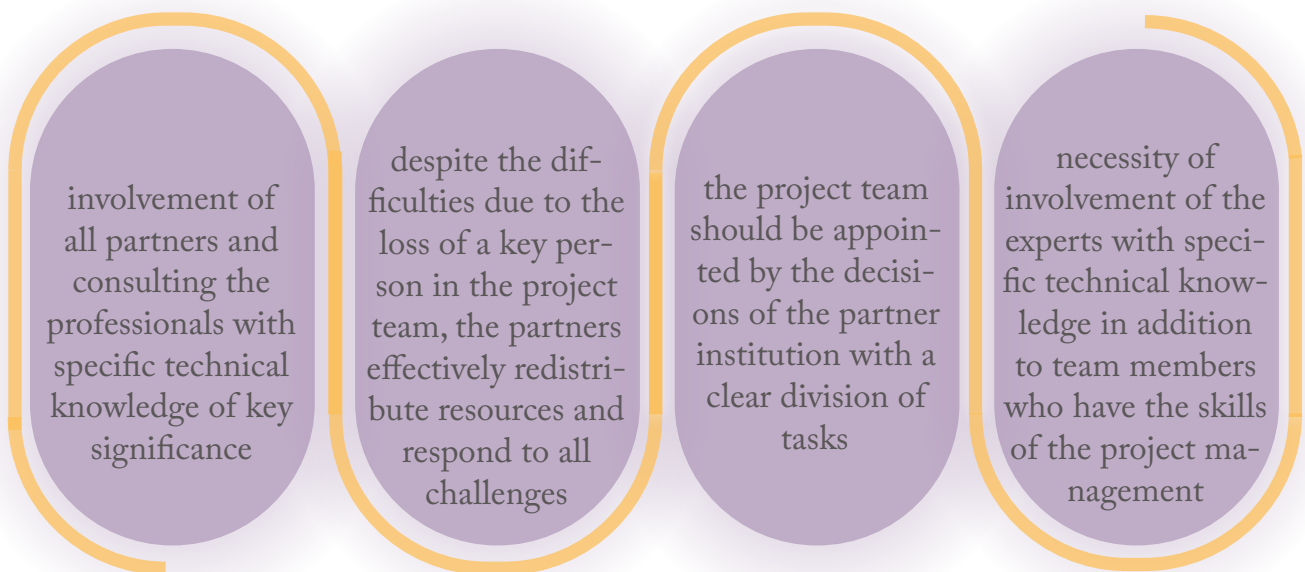 involvement of
all partners and
consulting the
professionals with
specific technical
knowledge of key
significance
despite the dif-
ficulties due to the
loss of a key per-
son in the project
team, the partners
effectively redistri-
bute resources and
respond to all
challenges
the project team
should be appoin-
ted by the decisi-
ons of the partner
institution with a
clear division of
tasks
necessity of
involvement of the
experts with speci-
fic technical know-
ledge in addition
to team members
who have the skills
of the project ma-
nagement